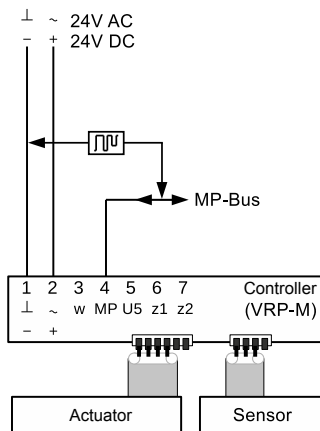 ⊥ ~ 24V AC
– + 24V DC
MP-Bus
1 2 3 4 5 6 7 Controller
⊥ ~ w MP U5 z1 z2 (VRP-M)
– +
Actuator Sensor